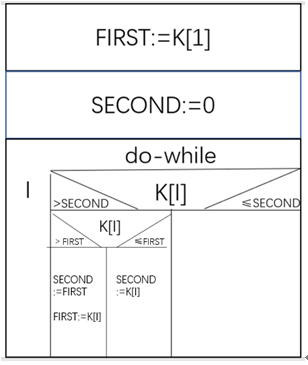 FIRST:=K[1]
SECOND:=0
do-while
I
K[I]
>SECOND
≤SECOND
K[I]
> FIRST
≤FIRST
SECOND
:=FIRST
FIRST:=K[I]
SECOND
:=K[I]